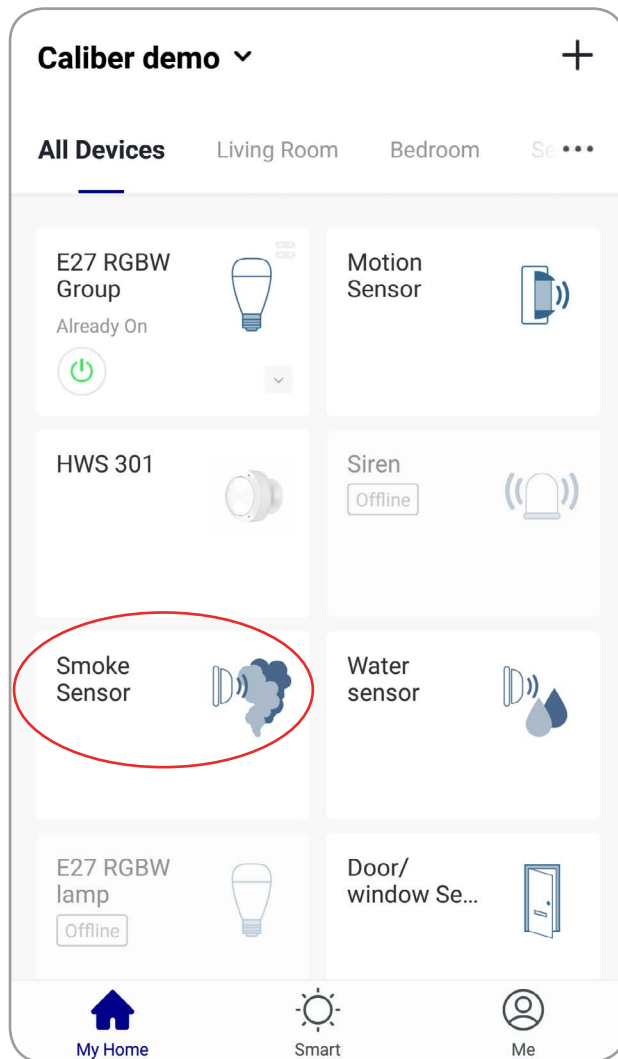 Caliber demo
All Devices Living Room Bedroom Se
E27 RGBW
Group
Already On
Motion
Sensor
HWS 301
Siren
Offline
Smoke
Sensor
Water
sensor
E27 RGBW
lamp
Offline
Door/
window Se...
My Home Smart Me